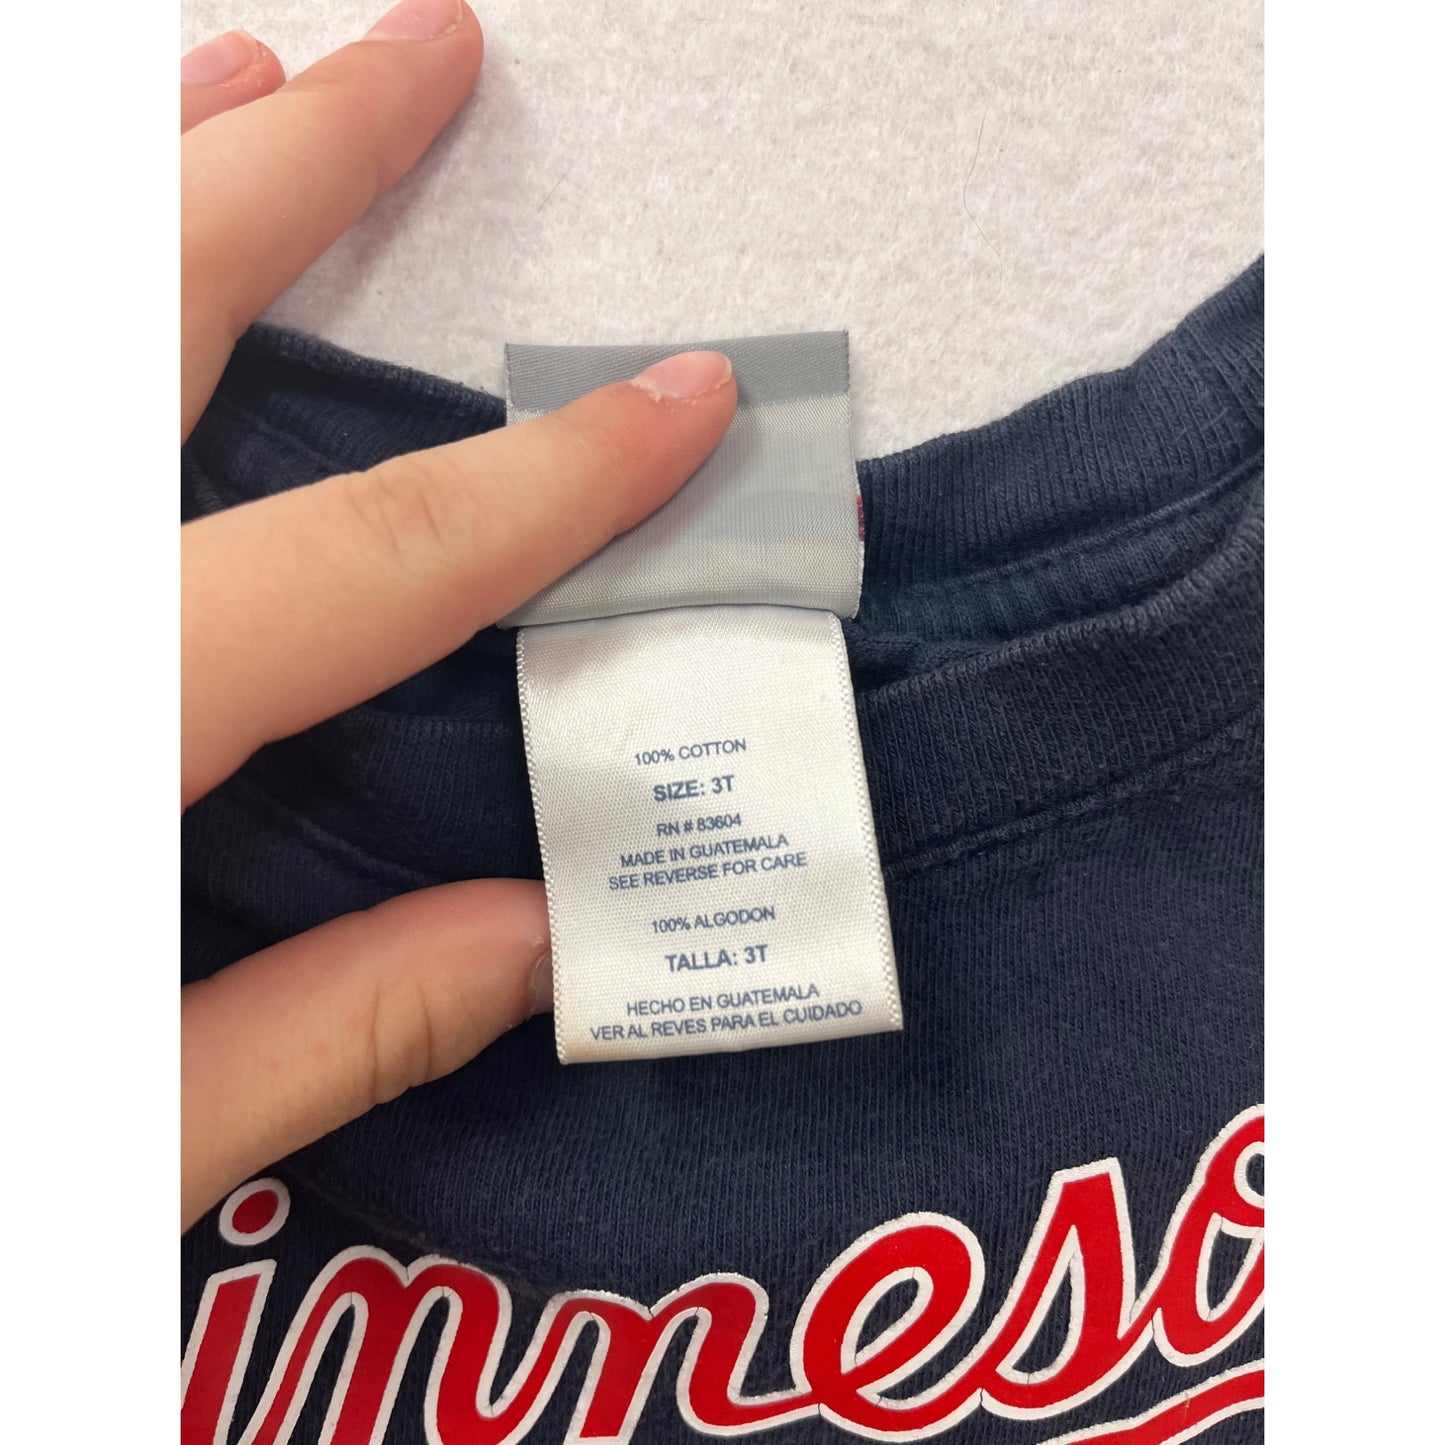 100% COTTON
SIZE: 3T
RN # 83604
MADE IN GUATEMALA
SEE REVERSE FOR CARE
100% ALGODON
TALLA: 3T
HECHO EN GUATEMALA
VER AL REVES PARA EL CUIDADO
inneso